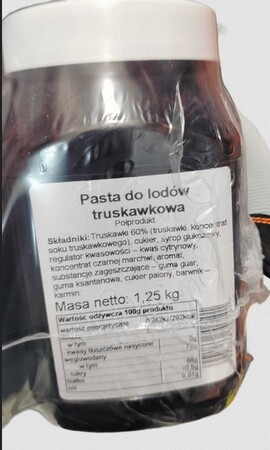 Pasta do lodów
truskawkowa
Półprodukt
Składniki: Truskawki 60% (truskawki, koncentrat
soku truskawkowego), cukier, syrop glukozowy,
regulator kwasowości – kwas cytrynowy,
koncentrat czarnej marchwi, aromat,
substancje zagęszczające – guma guar,
guma ksantanowa, cukier palony, barwnik –
karmin.
Masa netto: 1,25 kg
Wartość odżywcza 100g produktu
wartość energetyczna /292kcal
w tym
kwasy tłuszczowe nasycone
węglowodany
w tym
cukry
białko
sól